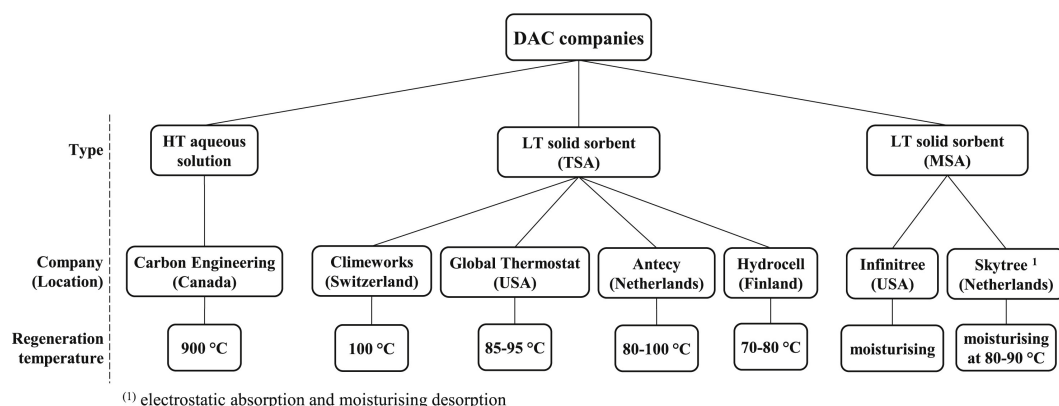 DAC companies
Type
HT aqueous
solution
LT solid sorbent
(TSA)
LT solid sorbent
(MSA)
Company
(Location)
Carbon Engineering
(Canada)
Climeworks
(Switzerland)
Global Thermostat
(USA)
Antecy
(Netherlands)
Hydrocell
(Finland)
Infinitree
(USA)
Skytree ¹
(Netherlands)
Regeneration
temperature
900 °C
100 °C
85-95 °C
80-100 °C
70-80 °C
moisturising
moisturising
at 80-90 °C
⁽¹⁾ electrostatic absorption and moisturising desorption